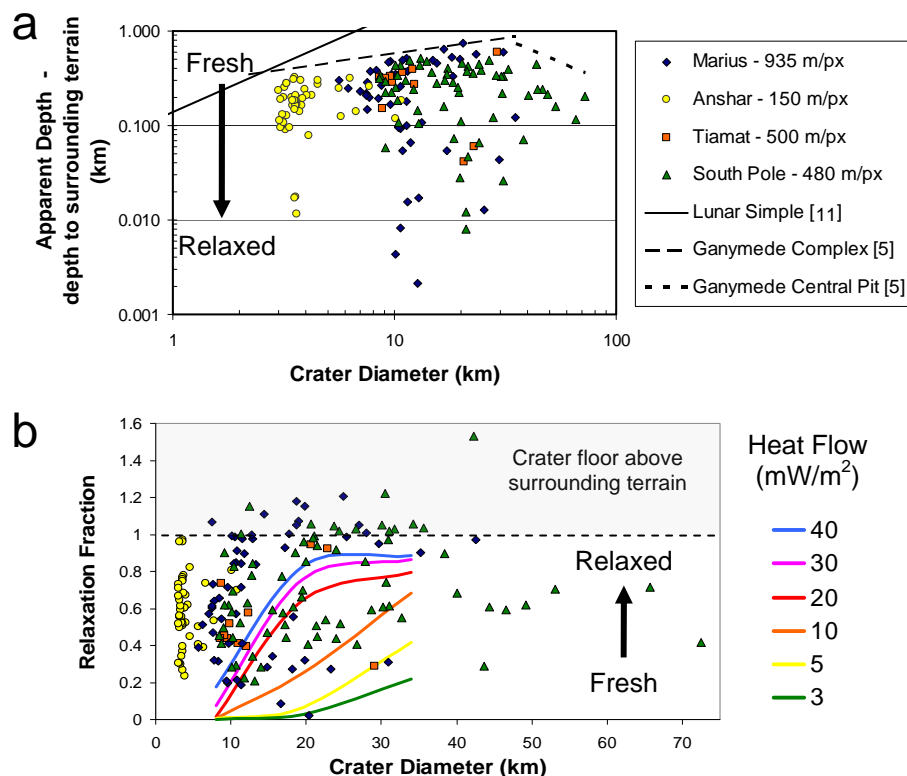 a
Apparent Depth -
depth to surrounding terrain
(km)
1.000
0.100
0.010
0.001
Fresh
Relaxed
1
10
100
Crater Diameter (km)
Marius - 935 m/px
Anshar - 150 m/px
Tiamat - 500 m/px
South Pole - 480 m/px
Lunar Simple [11]
Ganymede Complex [5]
Ganymede Central Pit [5]
b
Relaxation Fraction
1.6
1.4
1.2
1
0.8
0.6
0.4
0.2
0
Crater floor above
surrounding terrain
Relaxed
Fresh
0
10
20
30
40
50
60
70
Crater Diameter (km)
Heat Flow
(mW/m²)
40
30
20
10
5
3